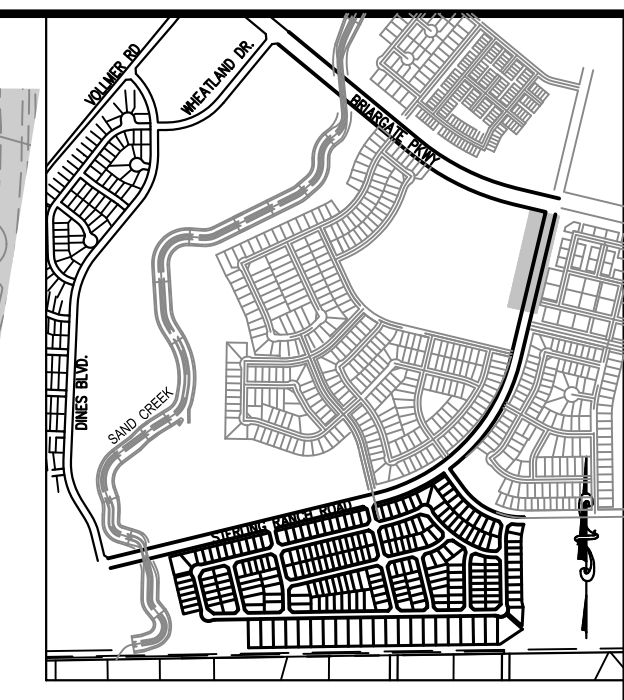 VOLLMER RD
WHEATLAND DR.
BRIARGATE PKWY
DINES BLVD.
SAND CREEK
STERLING RANCH ROAD